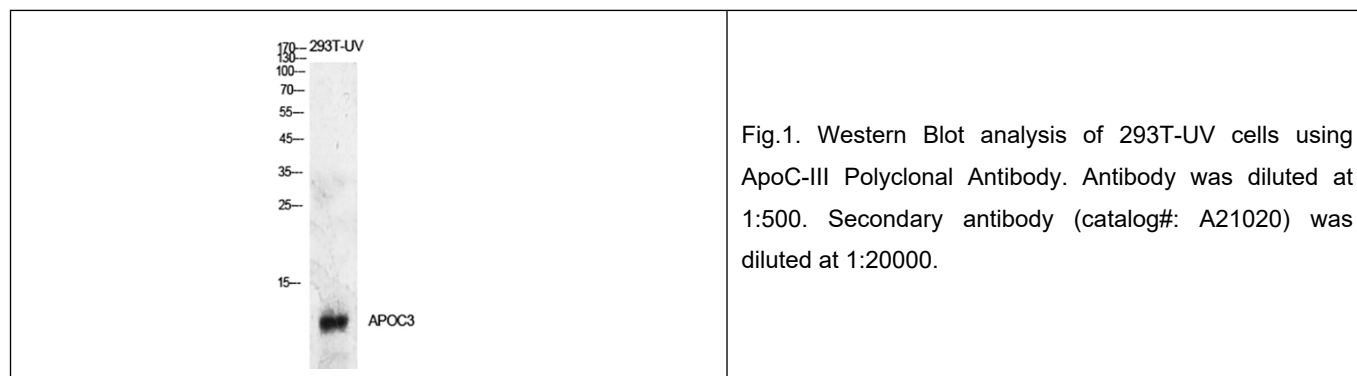 170--- 293T-UV
130---
100---
70---
55---
45---
35---
25---
15---
APOC3
Fig.1. Western Blot analysis of 293T-UV cells using
ApoC-III Polyclonal Antibody. Antibody was diluted at
1:500. Secondary antibody (catalog#: A21020) was
diluted at 1:20000.